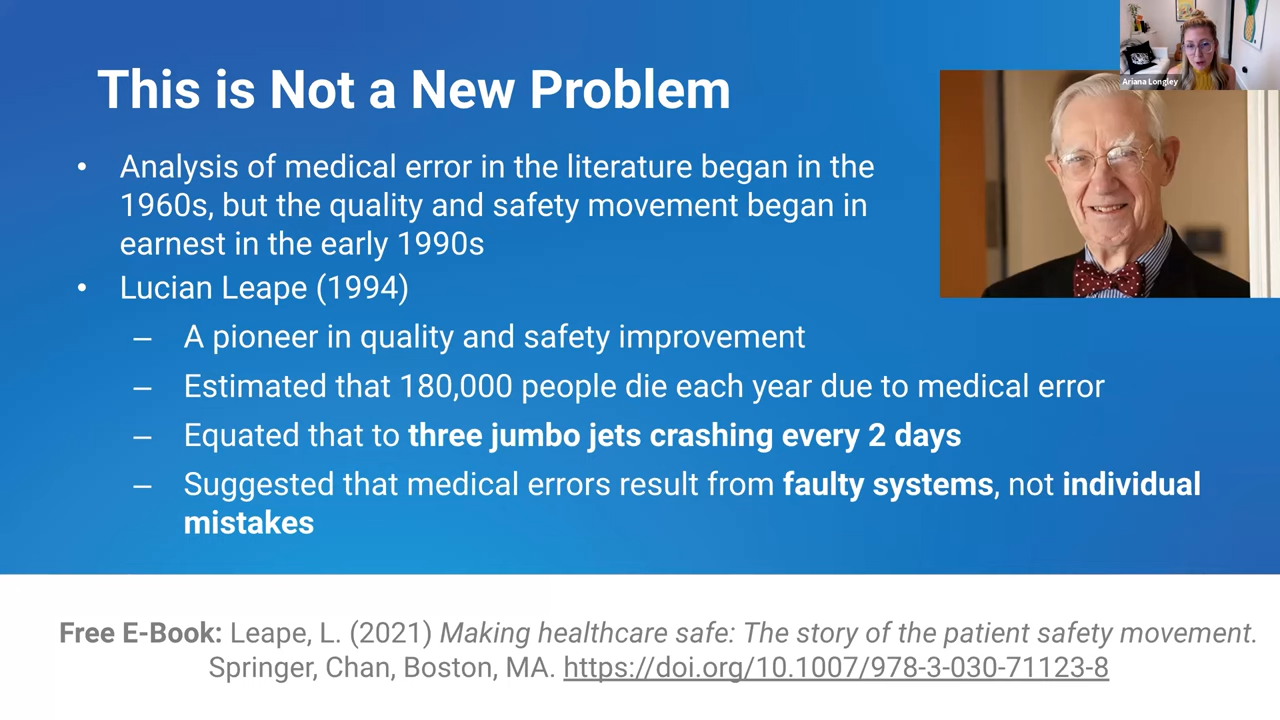 This is Not a New Problem
Ariana Longley
• Analysis of medical error in the literature began in the
1960s, but the quality and safety movement began in
earnest in the early 1990s
• Lucian Leape (1994)
– A pioneer in quality and safety improvement
– Estimated that 180,000 people die each year due to medical error
– Equated that to three jumbo jets crashing every 2 days
– Suggested that medical errors result from faulty systems, not individual
mistakes
Free E-Book: Leape, L. (2021) Making healthcare safe: The story of the patient safety movement.
Springer, Chan, Boston, MA. https://doi.org/10.1007/978-3-030-71123-8